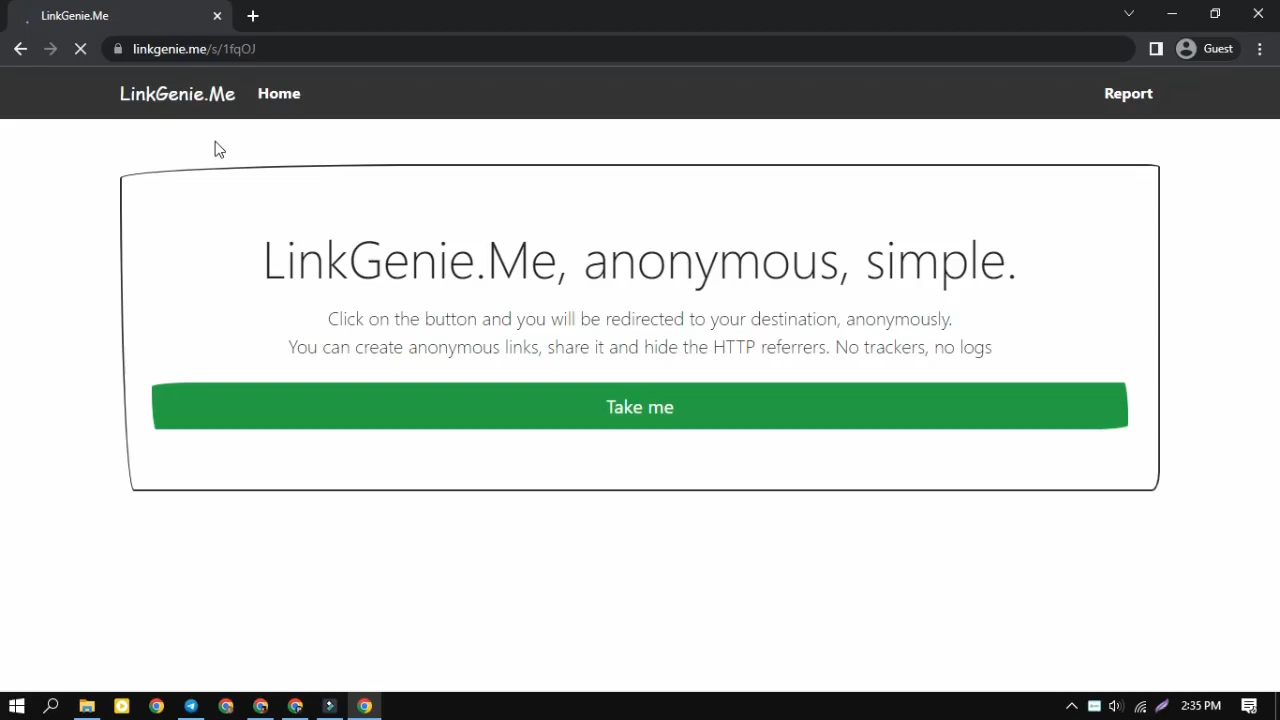 LinkGenie.Me
linkgenie.me/s/1fqOJ
Guest
LinkGenie.Me Home Report
LinkGenie.Me, anonymous, simple.
Click on the button and you will be redirected to your destination, anonymously.
You can create anonymous links, share it and hide the HTTP referrers. No trackers, no logs
Take me
2:35 PM